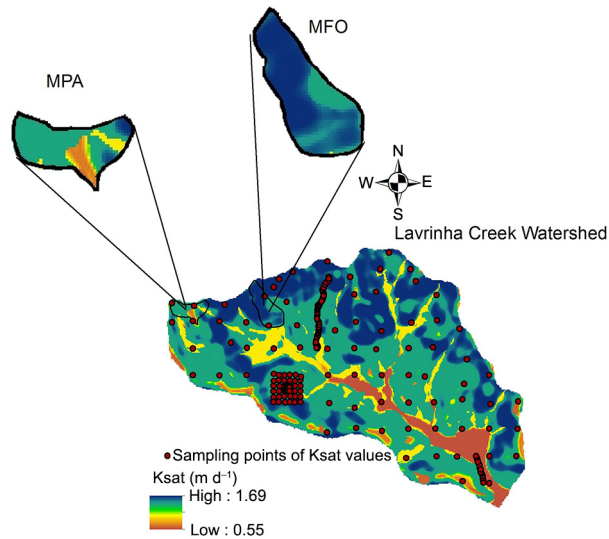 MFO
MPA
N
W E
S
Lavrinha Creek Watershed
Sampling points of Ksat values
Ksat (m d⁻¹)
High : 1.69
Low : 0.55